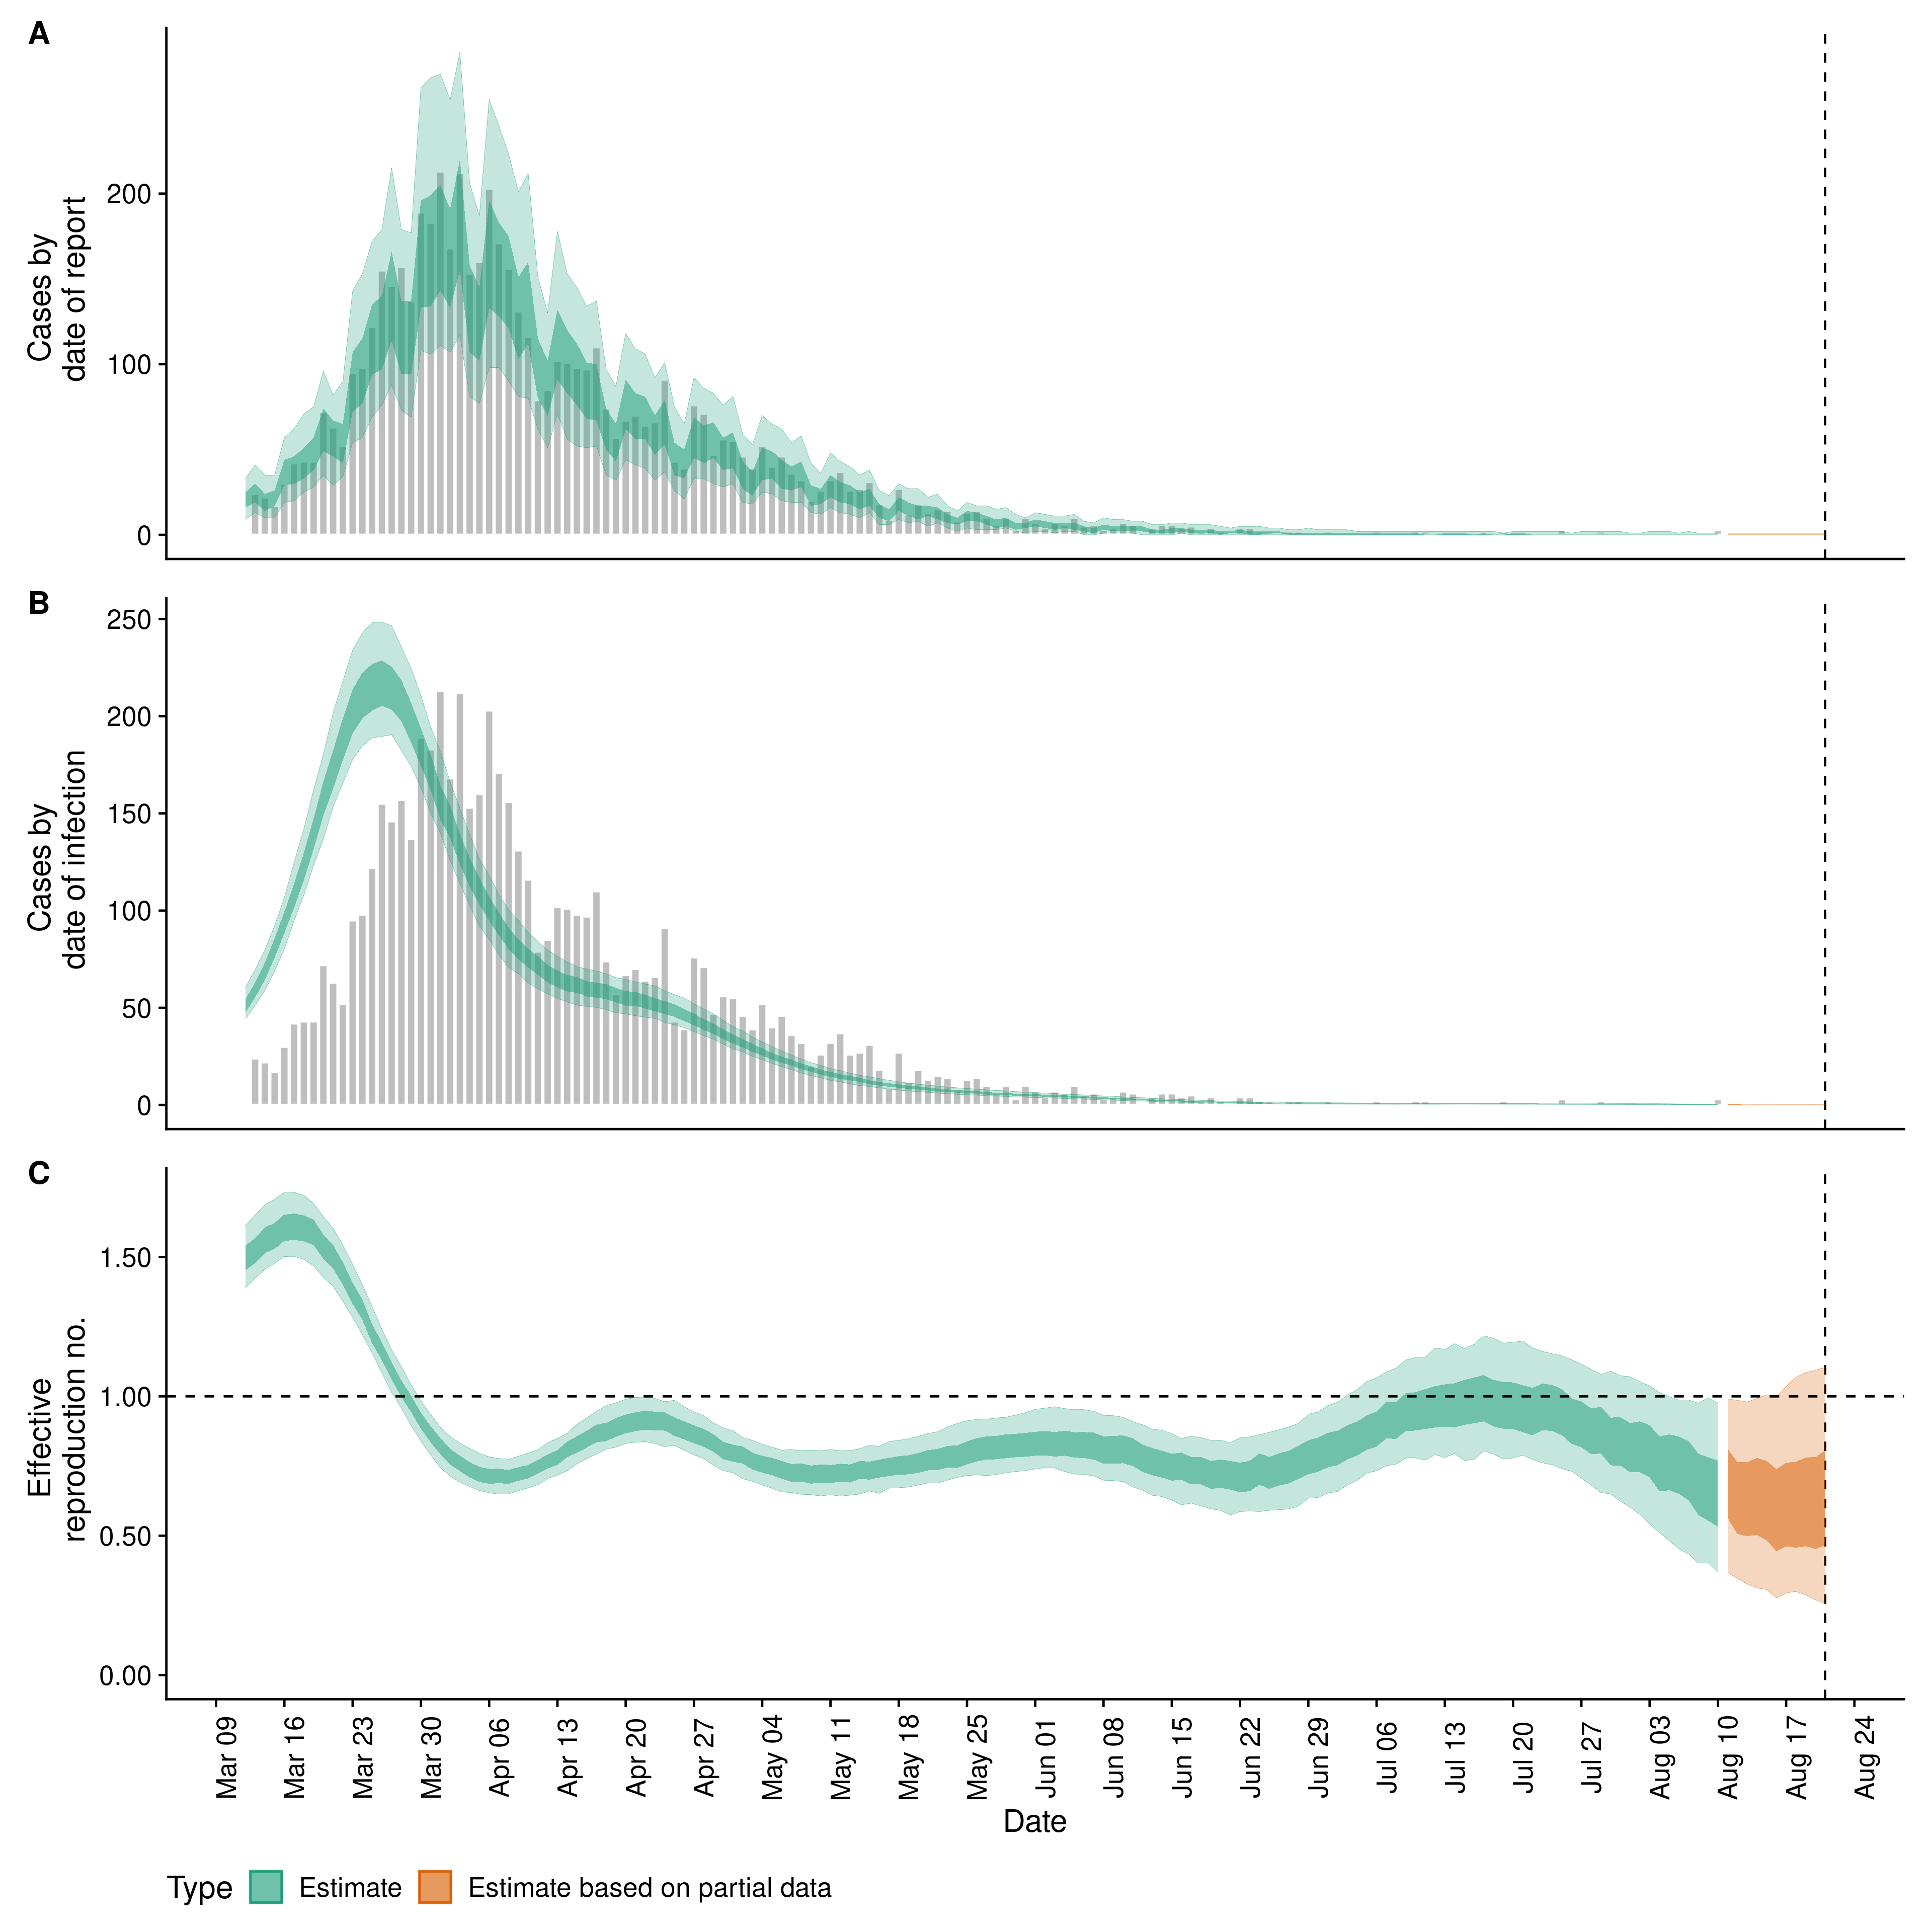 A
Cases by
date of report
200
100
0
B
Cases by
date of infection
250
200
150
100
50
0
C
Effective
reproduction no.
1.50
1.00
0.50
0.00
Mar 09
Mar 16
Mar 23
Mar 30
Apr 06
Apr 13
Apr 20
Apr 27
May 04
May 11
May 18
May 25
Jun 01
Jun 08
Jun 15
Jun 22
Jun 29
Jul 06
Jul 13
Jul 20
Jul 27
Aug 03
Aug 10
Aug 17
Aug 24
Date
Type Estimate Estimate based on partial data